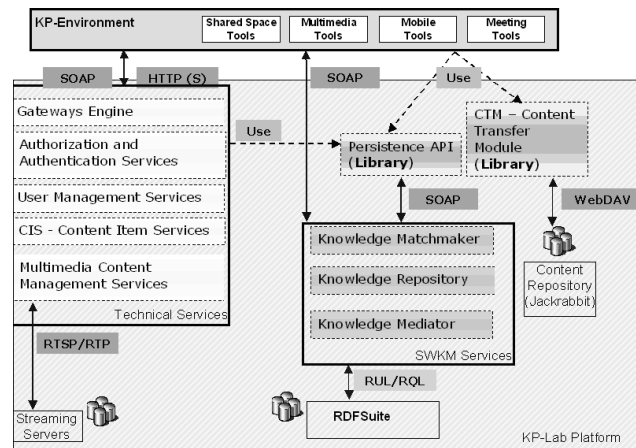 KP-Environment
Shared Space
Tools
Multimedia
Tools
Mobile
Tools
Meeting
Tools
SOAP
HTTP (S)
SOAP
Use
Gateways Engine
Authorization and
Authentication Services
User Management Services
CIS - Content Item Services
Multimedia Content
Management Services
Technical Services
Use
Persistence API
(Library)
CTM – Content
Transfer
Module
(Library)
SOAP
WebDAV
Knowledge Matchmaker
Knowledge Repository
Knowledge Mediator
SWKM Services
Content
Repository
(Jackrabbit)
RTSP/RTP
RUL/RQL
Streaming
Servers
RDFSuite
KP-Lab Platform